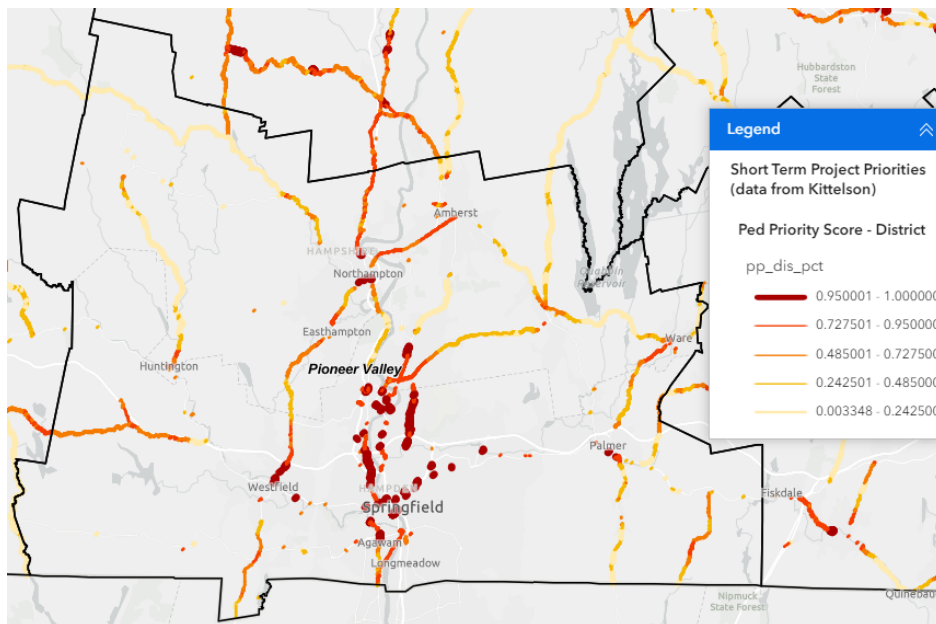 Hubbardston
State
Forest
Legend
Short Term Project Priorities
(data from Kittelson)
Ped Priority Score - District
pp_dis_pct
0.950001 - 1.000000
0.727501 - 0.950000
0.485001 - 0.727500
0.242501 - 0.485000
0.003348 - 0.242500
Amherst
HAMPSHIRE
Northampton
Quabbin
Reservoir
Easthampton
Ware
Huntington
Pioneer Valley
Palmer
Westfield
HAMPDEN
Springfield
Fiskdale
Agawam
Longmeadow
Nipmuck
State Forest
Quinebau